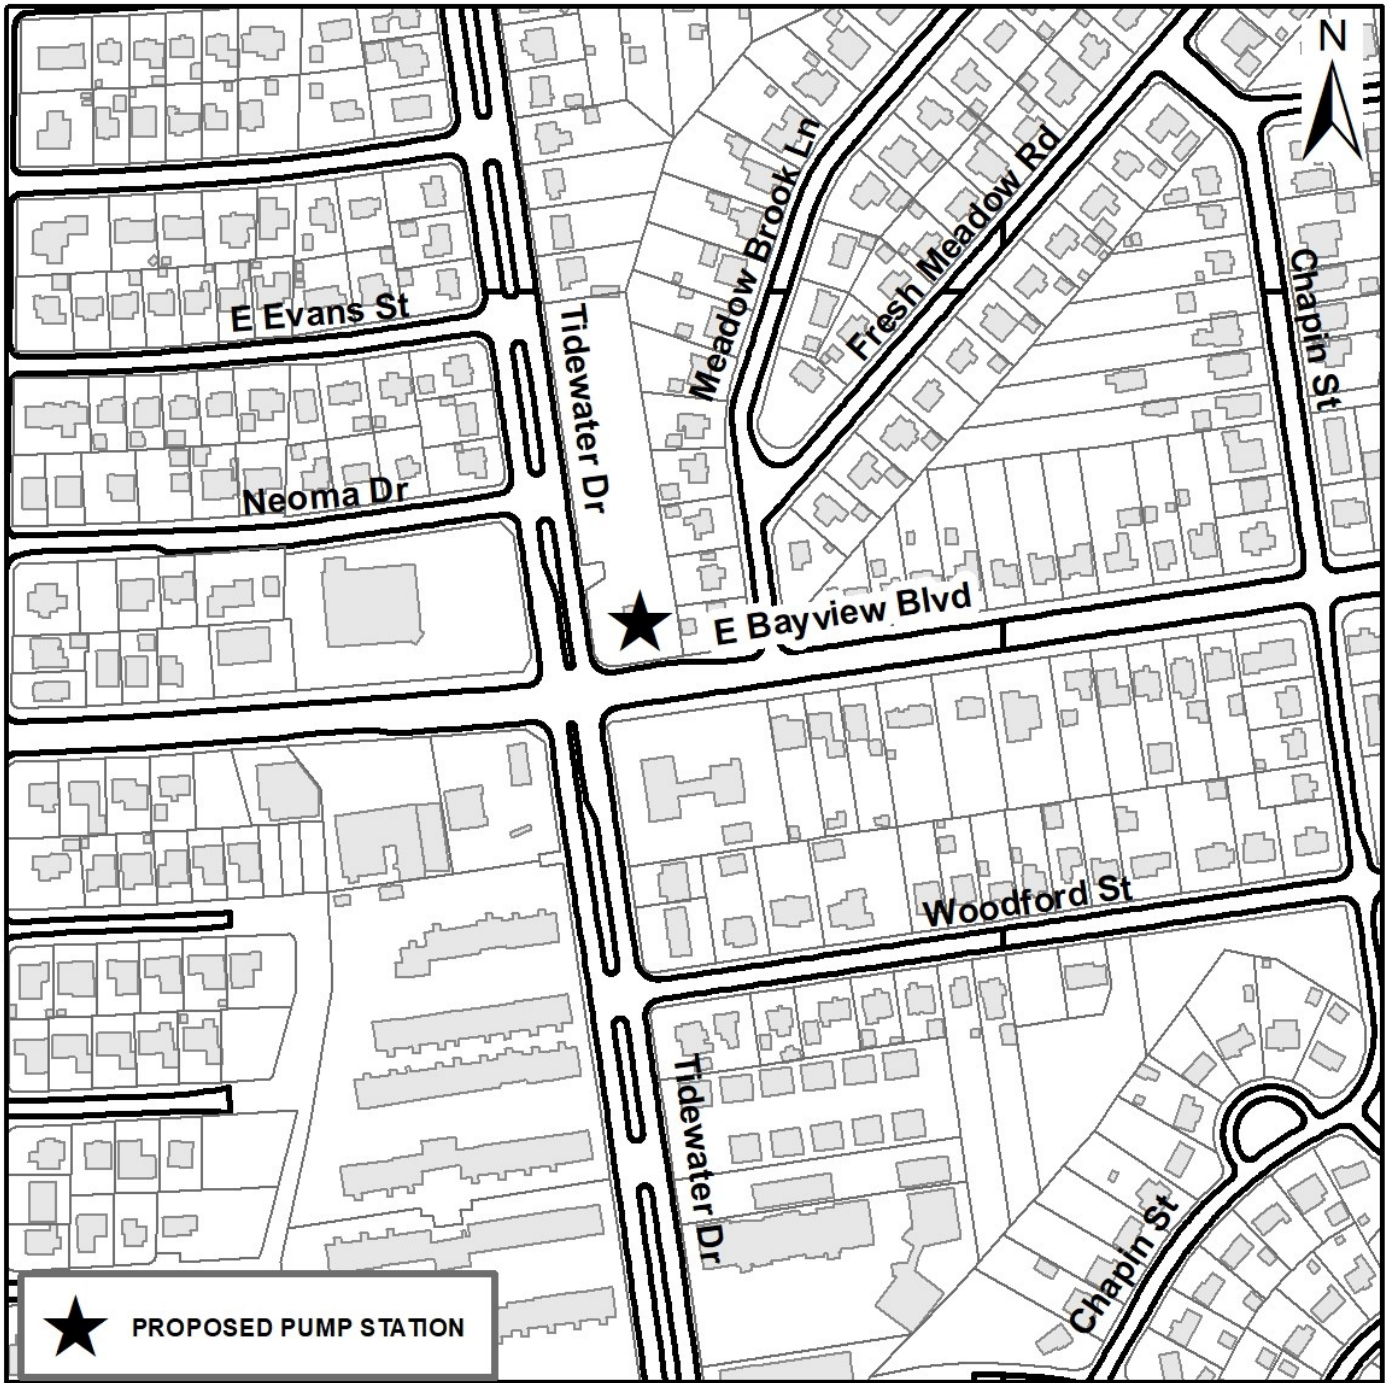 N
Meadow Brook Ln
Fresh Meadow Rd
Chapin St
E Evans St
Tidewater Dr
Neoma Dr
E Bayview Blvd
Woodford St
Tidewater Dr
Chapin St
PROPOSED PUMP STATION